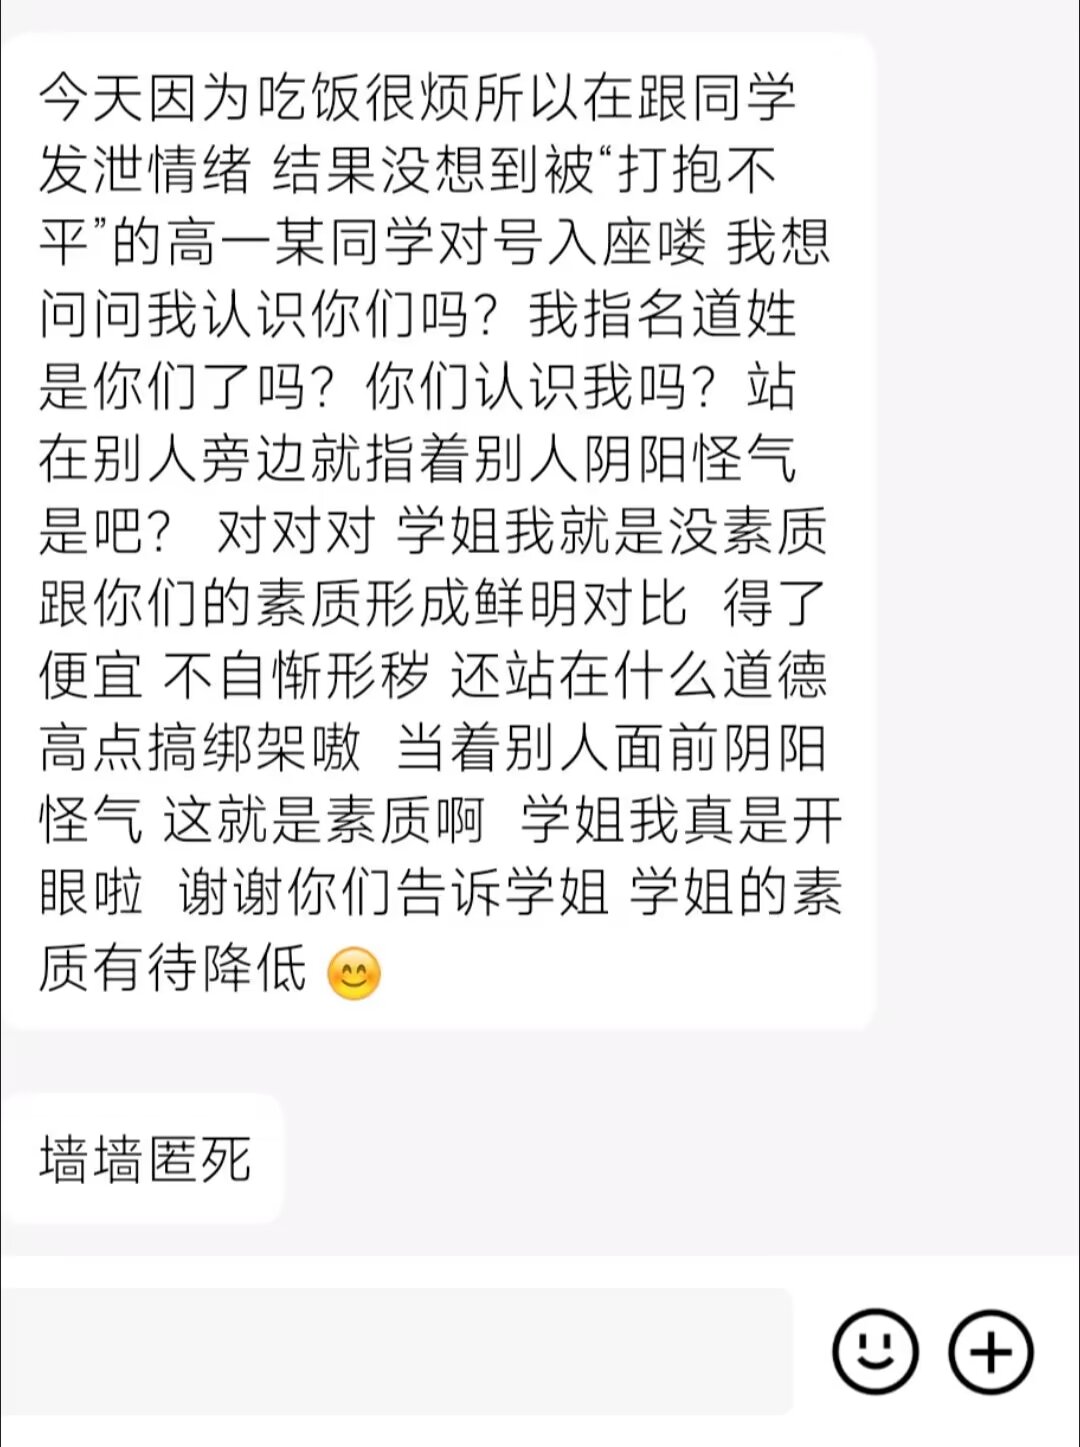 今天因为吃饭很烦所以在跟同学
发泄情绪 结果没想到被“打抱不
平”的高一某同学对号入座喽 我想
问问我认识你们吗？我指名道姓
是你们了吗？你们认识我吗？站
在别人旁边就指着别人阴阳怪气
是吧？ 对对对 学姐我就是没素质
跟你们的素质形成鲜明对比 得了
便宜 不自惭形秽 还站在什么道德
高点搞绑架嗷 当着别人面前阴阳
怪气 这就是素质啊 学姐我真是开
眼啦 谢谢你们告诉学姐 学姐的素
质有待降低 😊
墙墙匿死